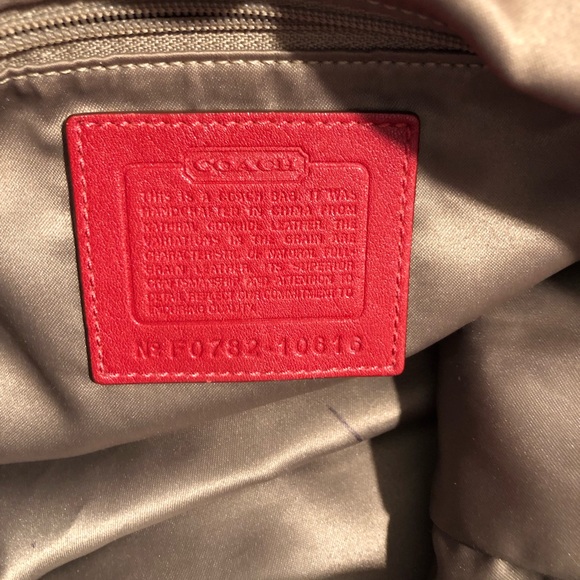 COACH
THIS IS A COACH BAG. IT WAS
HANDCRAFTED IN CHINA FROM
NATURAL COWHIDE LEATHER. THE
VARIATIONS IN THE GRAIN ARE
CHARACTERISTIC OF NATURAL FULL
GRAIN LEATHER. ITS SUPERIOR
CRAFTSMANSHIP AND ATTENTION TO
DETAIL REFLECT OUR COMMITMENT TO
ENDURING QUALITY.
Nº F0782-10616